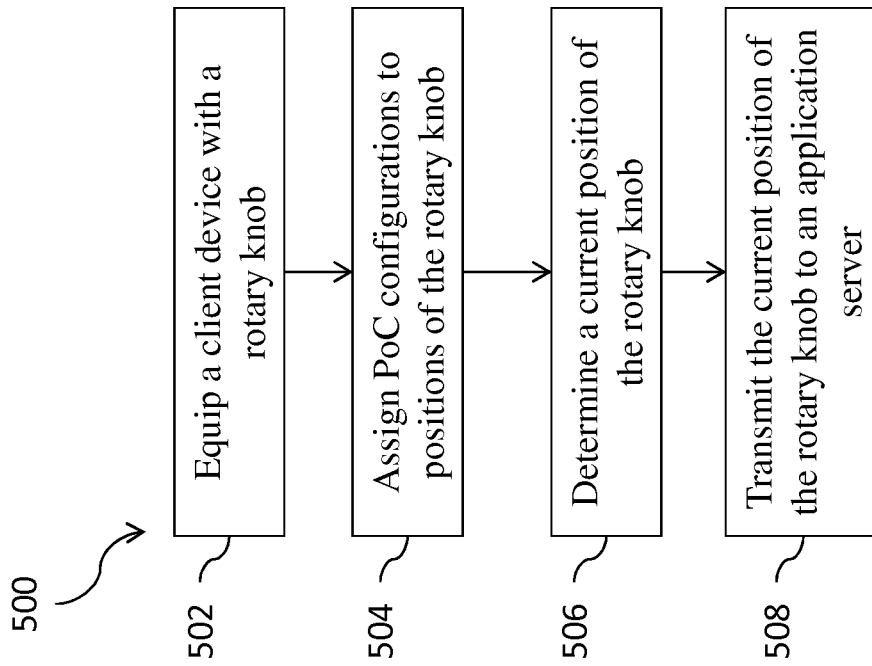 500
502
Equip a client device with a
rotary knob
504
Assign PoC configurations to
positions of the rotary knob
506
Determine a current position of
the rotary knob
508
Transmit the current position of
the rotary knob to an application
server